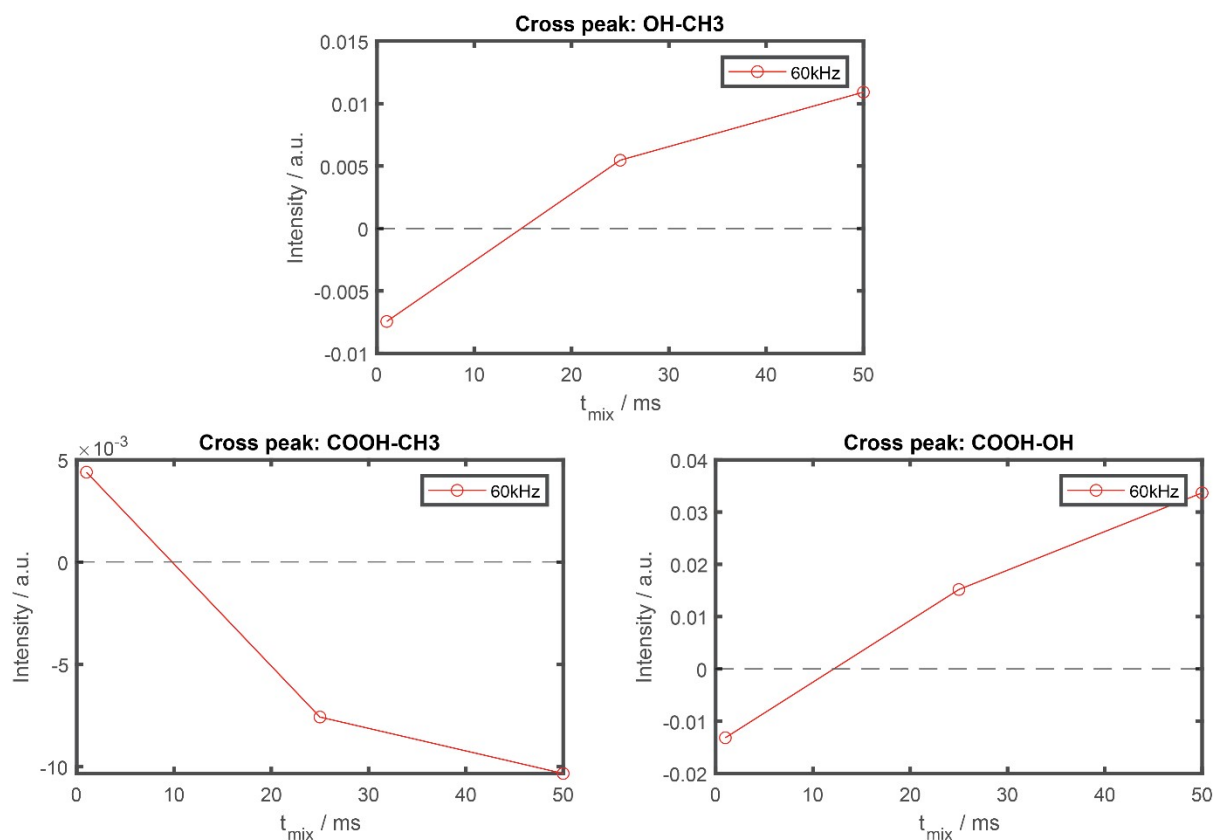 Cross peak: OH-CH3
60kHz
Intensity / a.u.
0.015
0.01
0.005
0
-0.005
-0.01
0 10 20 30 40 50
t_mix / ms
Cross peak: COOH-CH3
×10^-3
60kHz
Intensity / a.u.
5
0
-5
-10
0 10 20 30 40 50
t_mix / ms
Cross peak: COOH-OH
60kHz
Intensity / a.u.
0.04
0.03
0.02
0.01
0
-0.01
-0.02
0 10 20 30 40 50
t_mix / ms